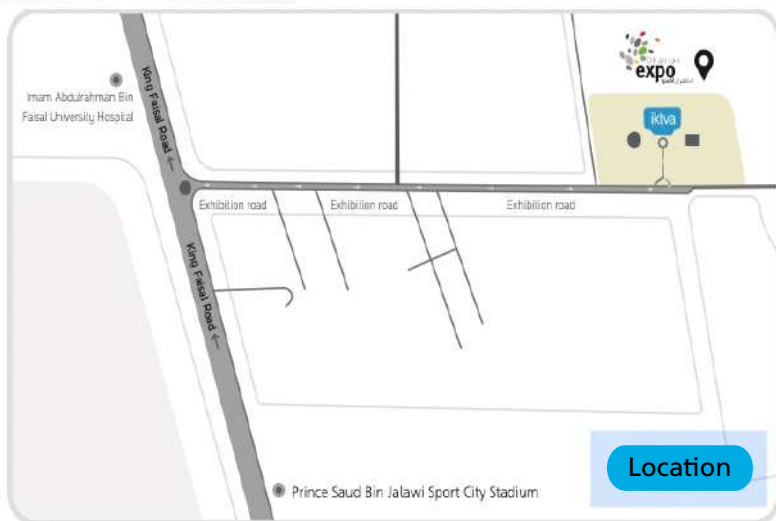 Dhahran
expo
iktva
King Faisal Road
Imam Abdulrahman Bin
Faisal University Hospital
Exhibition road
Exhibition road
Exhibition road
King Faisal Road
Prince Saud Bin Jalawi Sport City Stadium
Location